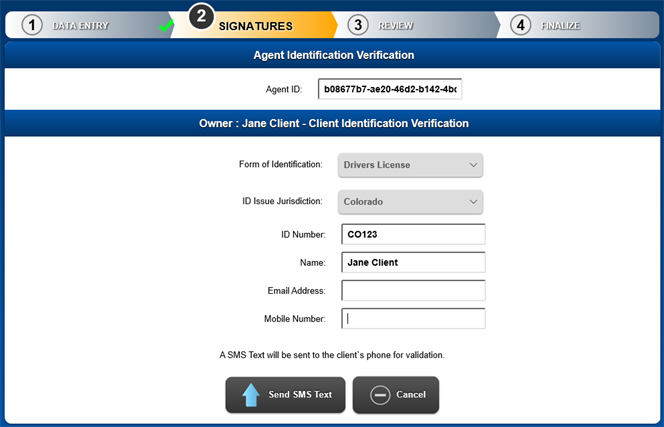 1 DATA ENTRY 2 SIGNATURES 3 REVIEW 4 FINALIZE
Agent Identification Verification
Agent ID: b08677b7-ae20-46d2-b142-4bc
Owner : Jane Client - Client Identification Verification
Form of Identification: Drivers License
ID Issue Jurisdiction: Colorado
ID Number: CO123
Name: Jane Client
Email Address:
Mobile Number:
A SMS Text will be sent to the client`s phone for validation.
Send SMS Text Cancel